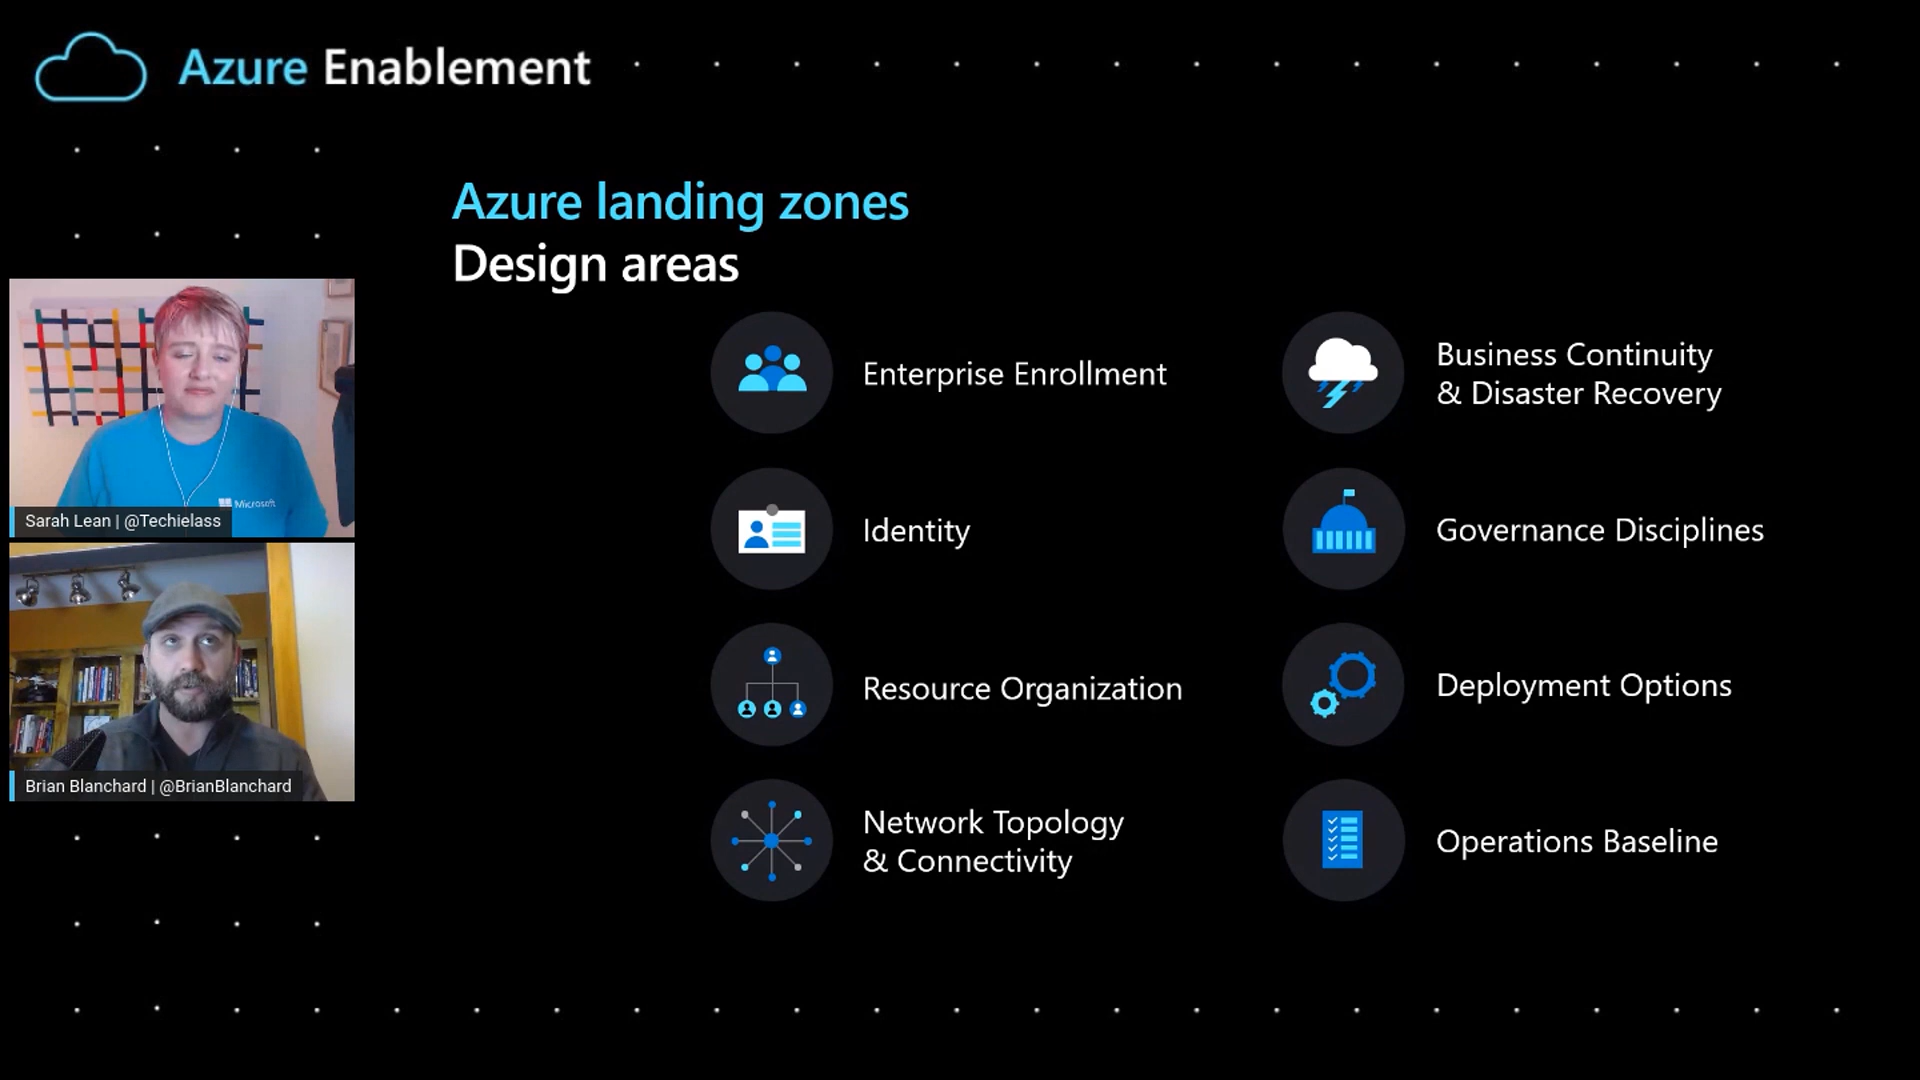 Azure Enablement
Azure landing zones
Design areas
Enterprise Enrollment
Identity
Resource Organization
Network Topology
& Connectivity
Business Continuity
& Disaster Recovery
Governance Disciplines
Deployment Options
Operations Baseline
Microsoft
Sarah Lean | @Techielass
Brian Blanchard | @BrianBlanchard